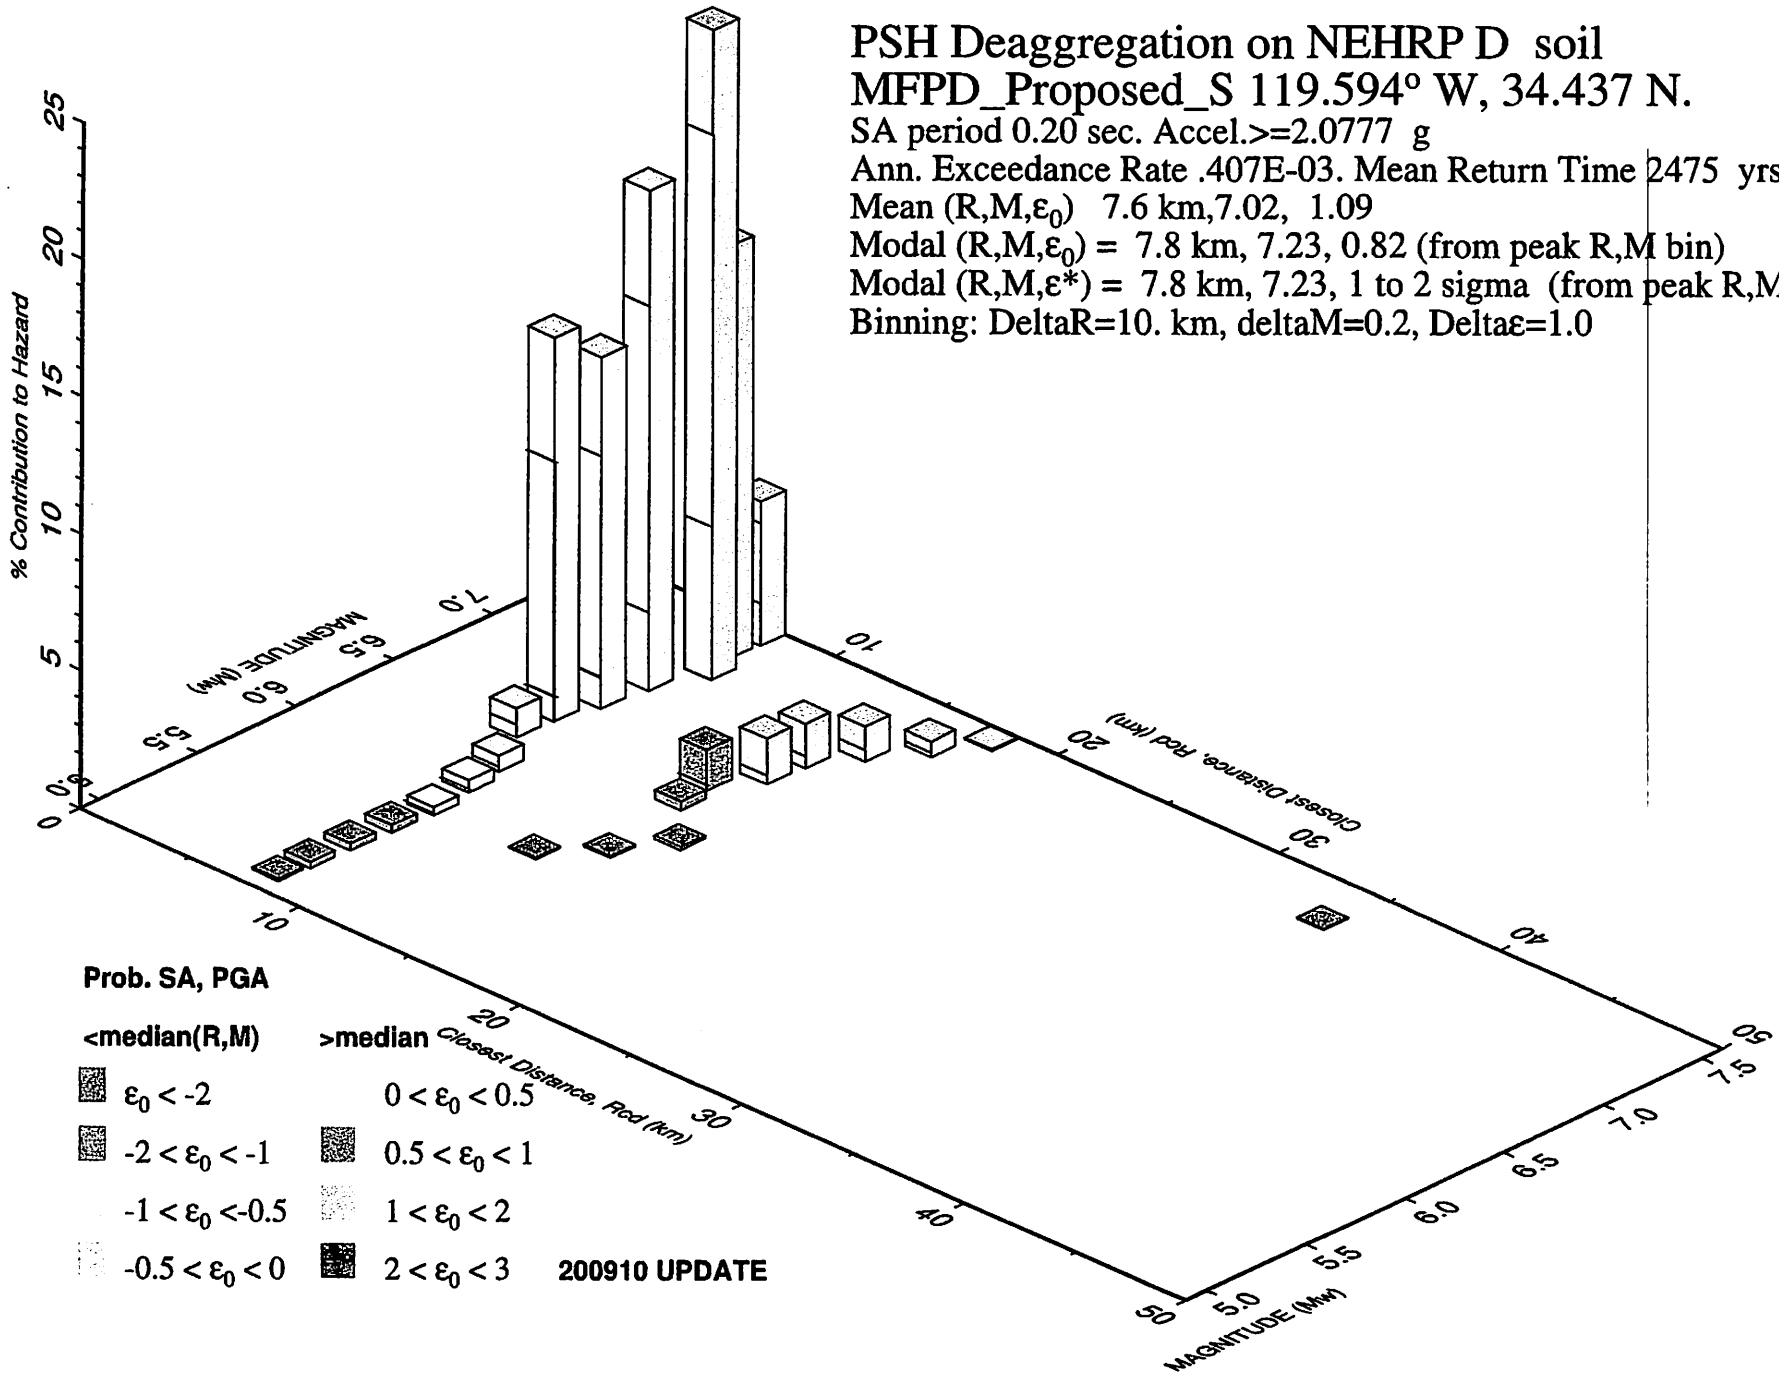 PSH Deaggregation on NEHRP D soil
MFPD_Proposed_S 119.594° W, 34.437 N.
SA period 0.20 sec. Accel.>=2.0777 g
Ann. Exceedance Rate .407E-03. Mean Return Time 2475 yrs
Mean (R,M,ε0) 7.6 km,7.02, 1.09
Modal (R,M,ε0) = 7.8 km, 7.23, 0.82 (from peak R,M bin)
Modal (R,M,ε*) = 7.8 km, 7.23, 1 to 2 sigma (from peak R,M
Binning: DeltaR=10. km, deltaM=0.2, Deltaε=1.0
% Contribution to Hazard
25
20
15
10
5
0
MAGNITUDE (Mw)
5.0
5.5
6.0
6.5
7.0
Closest Distance, Rcd (km)
10
20
30
40
50
Closest Distance, Rcd (km)
10
20
30
40
50
MAGNITUDE (Mw)
5.0
5.5
6.0
6.5
7.0
7.5
Prob. SA, PGA
<median(R,M) >median
ε0 < -2 0 < ε0 < 0.5
-2 < ε0 < -1 0.5 < ε0 < 1
-1 < ε0 <-0.5 1 < ε0 < 2
-0.5 < ε0 < 0 2 < ε0 < 3
200910 UPDATE